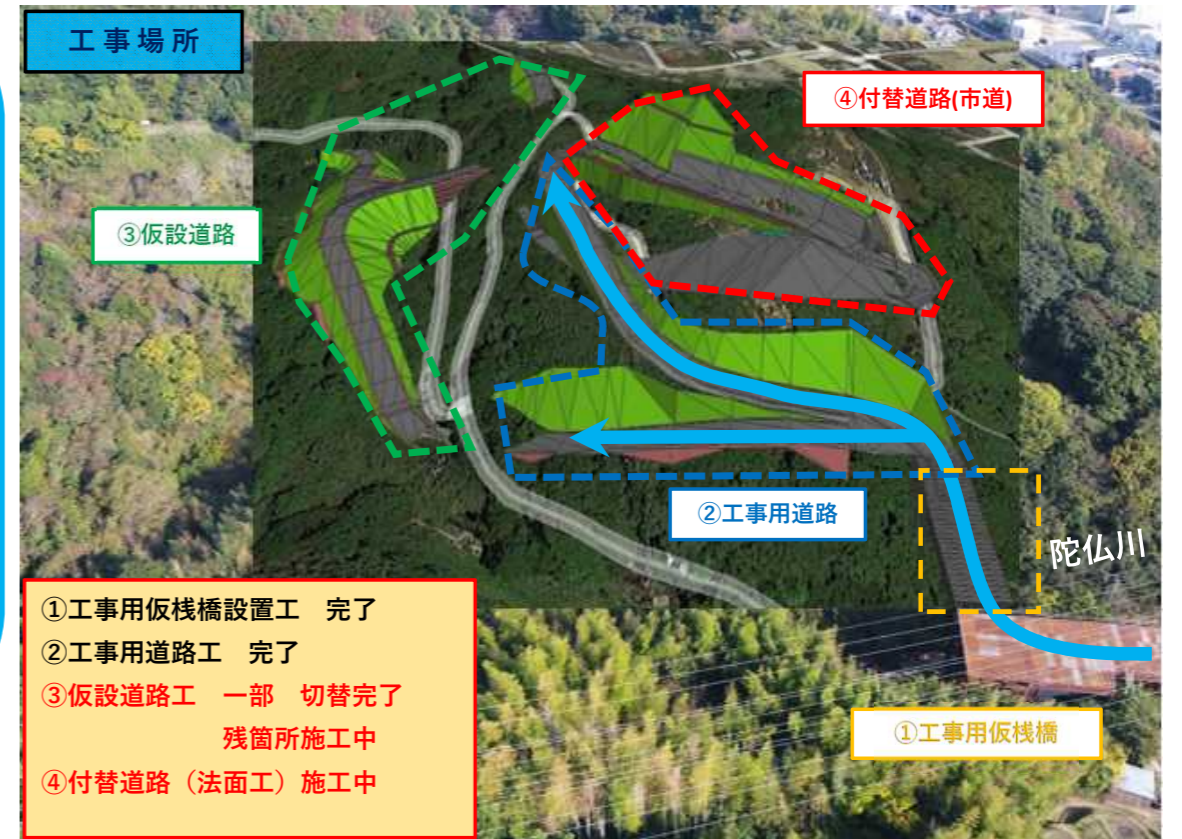 工事場所
④付替道路(市道)
③仮設道路
②工事用道路
陀仏川
①工事用仮桟橋
①工事用仮桟橋設置工　完了
②工事用道路工　完了
③仮設道路工　一部　切替完了
残箇所施工中
④付替道路（法面工）施工中